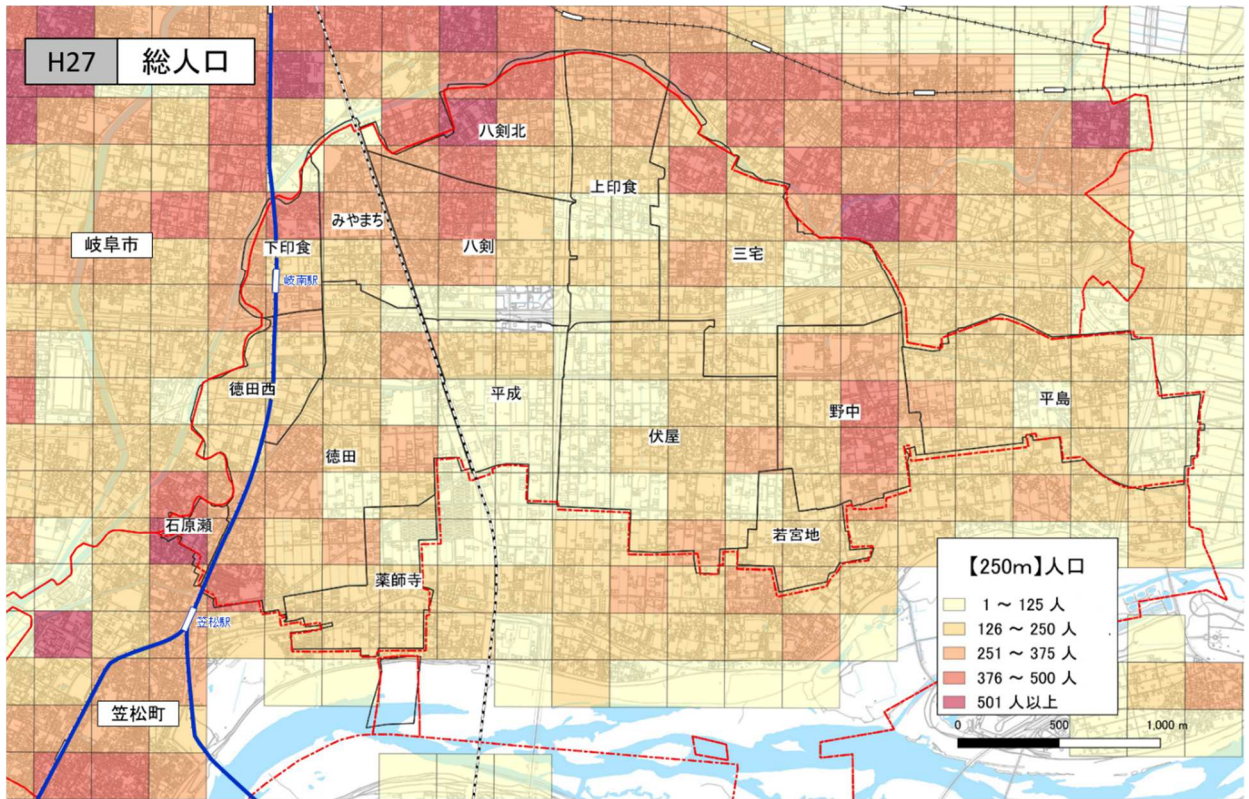 H27 総人口
八剣北
上印食
みやまち
岐阜市
下印食
八剣
三宅
岐南駅
徳田西
平成
野中
平島
伏屋
徳田
石原瀬
若宮地
薬師寺
笠松駅
笠松町
【250m】人口
1 ～ 125 人
126 ～ 250 人
251 ～ 375 人
376 ～ 500 人
501 人以上
0 500 1,000 m